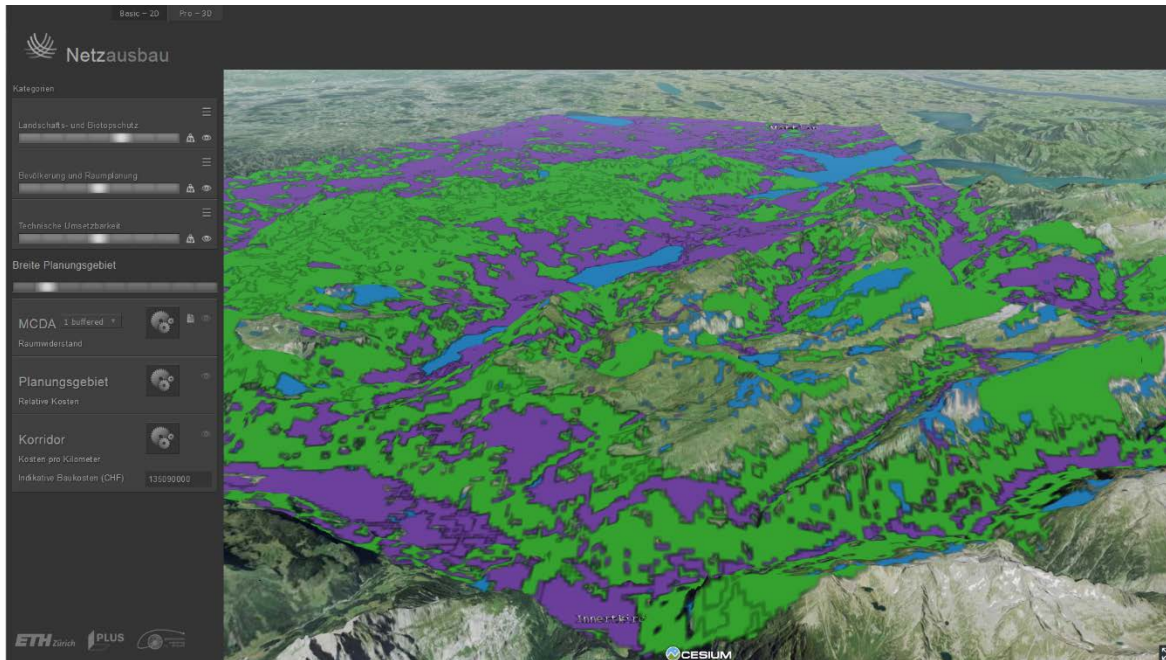 Basic – 2D Pro – 3D
Netzausbau
Kategorien
Landschafts- und Biotopschutz
Bevölkerung und Raumplanung
Technische Umsetzbarkeit
Breite Planungsgebiet
MCDA 1 buffered
Raumwiderstand
Planungsgebiet
Relative Kosten
Korridor
Kosten pro Kilometer
Indikative Baukosten (CHF) 135090000
ETH Zürich PLUS
CESIUM